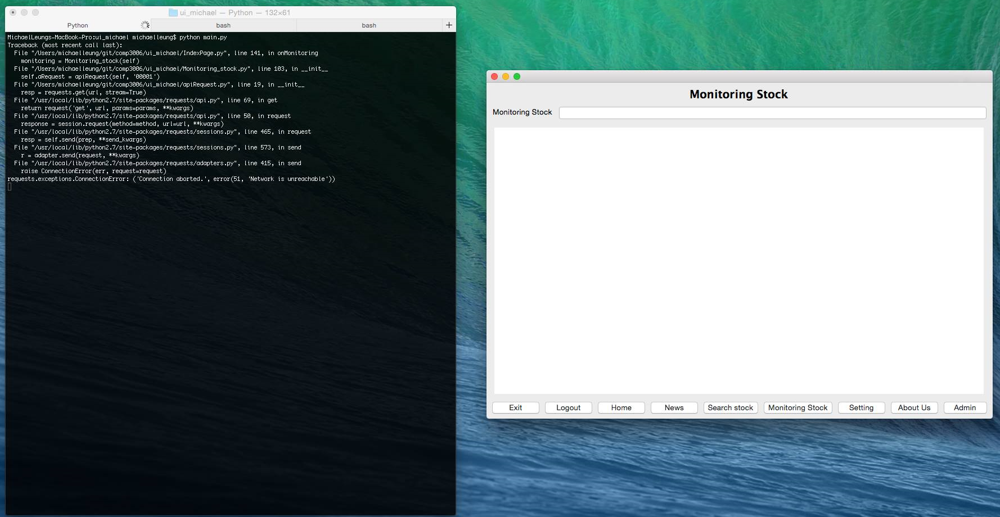 ui_michael — Python — 132×61
Python
bash
bash
+
MichaelLeungs-MacBook-Pro:ui_michael michaelleung$ python main.py
Traceback (most recent call last):
  File "/Users/michaelleung/git/comp3006/ui_michael/IndexPage.py", line 141, in onMonitoring
    monitoring = Monitoring_stock(self)
  File "/Users/michaelleung/git/comp3006/ui_michael/Monitoring_stock.py", line 103, in __init__
    self.aRequest = apiRequest(self, '00001')
  File "/Users/michaelleung/git/comp3006/ui_michael/apiRequest.py", line 19, in __init__
    resp = requests.get(url, stream=True)
  File "/usr/local/lib/python2.7/site-packages/requests/api.py", line 69, in get
    return request('get', url, params=params, **kwargs)
  File "/usr/local/lib/python2.7/site-packages/requests/api.py", line 50, in request
    response = session.request(method=method, url=url, **kwargs)
  File "/usr/local/lib/python2.7/site-packages/requests/sessions.py", line 465, in request
    resp = self.send(prep, **send_kwargs)
  File "/usr/local/lib/python2.7/site-packages/requests/sessions.py", line 573, in send
    r = adapter.send(request, **kwargs)
  File "/usr/local/lib/python2.7/site-packages/requests/adapters.py", line 415, in send
    raise ConnectionError(err, request=request)
requests.exceptions.ConnectionError: ('Connection aborted.', error(51, 'Network is unreachable'))
Monitoring Stock
Monitoring Stock
Exit
Logout
Home
News
Search stock
Monitoring Stock
Setting
About Us
Admin